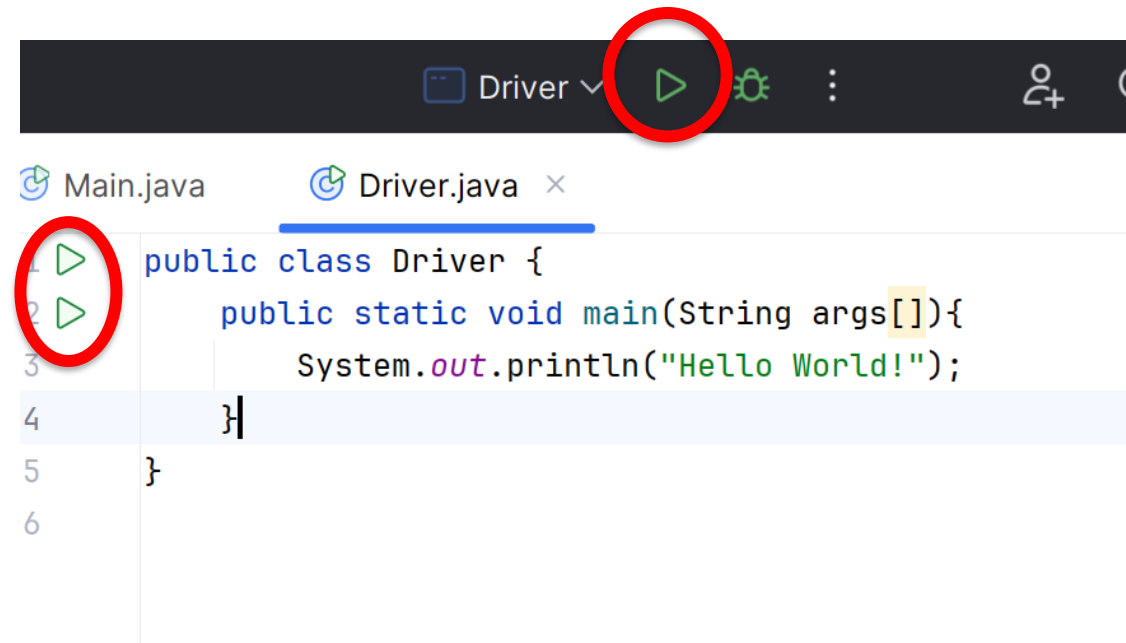 Driver
Main.java Driver.java
1 public class Driver {
2 public static void main(String args[]){
3 System.out.println("Hello World!");
4 }
5 }
6